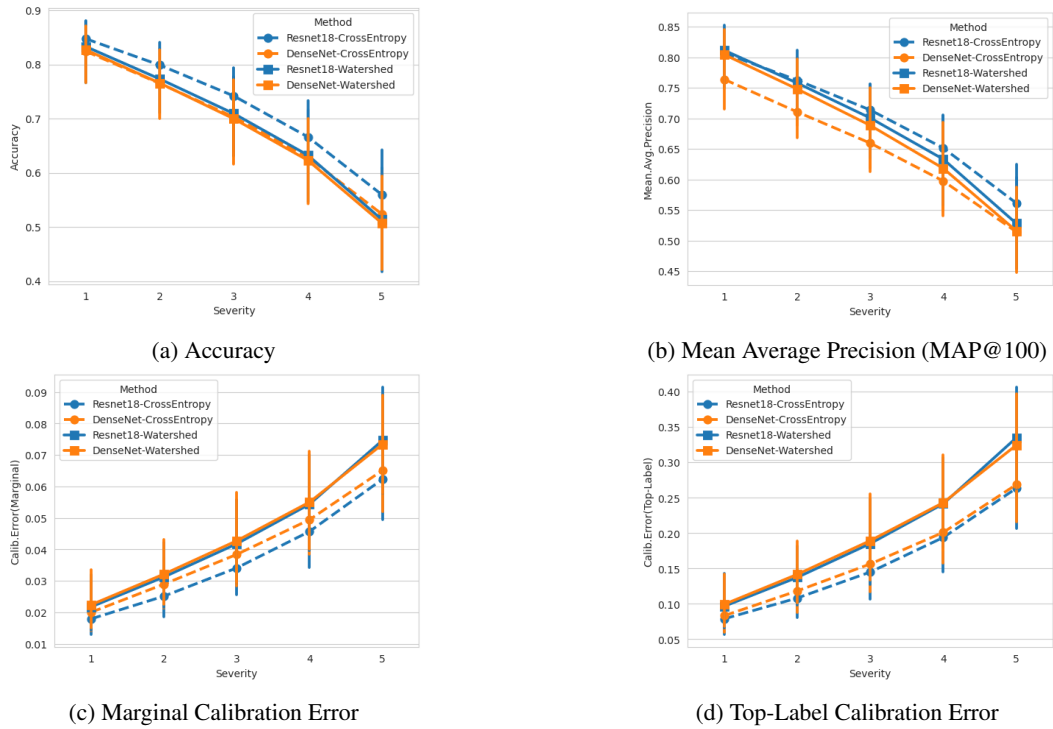 0.9
0.8
0.7
0.6
0.5
0.4
Accuracy
1 2 3 4 5
Severity
Method
Resnet18-CrossEntropy
DenseNet-CrossEntropy
Resnet18-Watershed
DenseNet-Watershed
(a) Accuracy
0.85
0.80
0.75
0.70
0.65
0.60
0.55
0.50
0.45
Mean.Avg.Precision
1 2 3 4 5
Severity
Method
Resnet18-CrossEntropy
DenseNet-CrossEntropy
Resnet18-Watershed
DenseNet-Watershed
(b) Mean Average Precision (MAP@100)
0.09
0.08
0.07
0.06
0.05
0.04
0.03
0.02
0.01
Calib.Error(Marginal)
1 2 3 4 5
Severity
Method
Resnet18-CrossEntropy
DenseNet-CrossEntropy
Resnet18-Watershed
DenseNet-Watershed
(c) Marginal Calibration Error
0.40
0.35
0.30
0.25
0.20
0.15
0.10
0.05
Calib.Error(Top-Label)
1 2 3 4 5
Severity
Method
Resnet18-CrossEntropy
DenseNet-CrossEntropy
Resnet18-Watershed
DenseNet-Watershed
(d) Top-Label Calibration Error